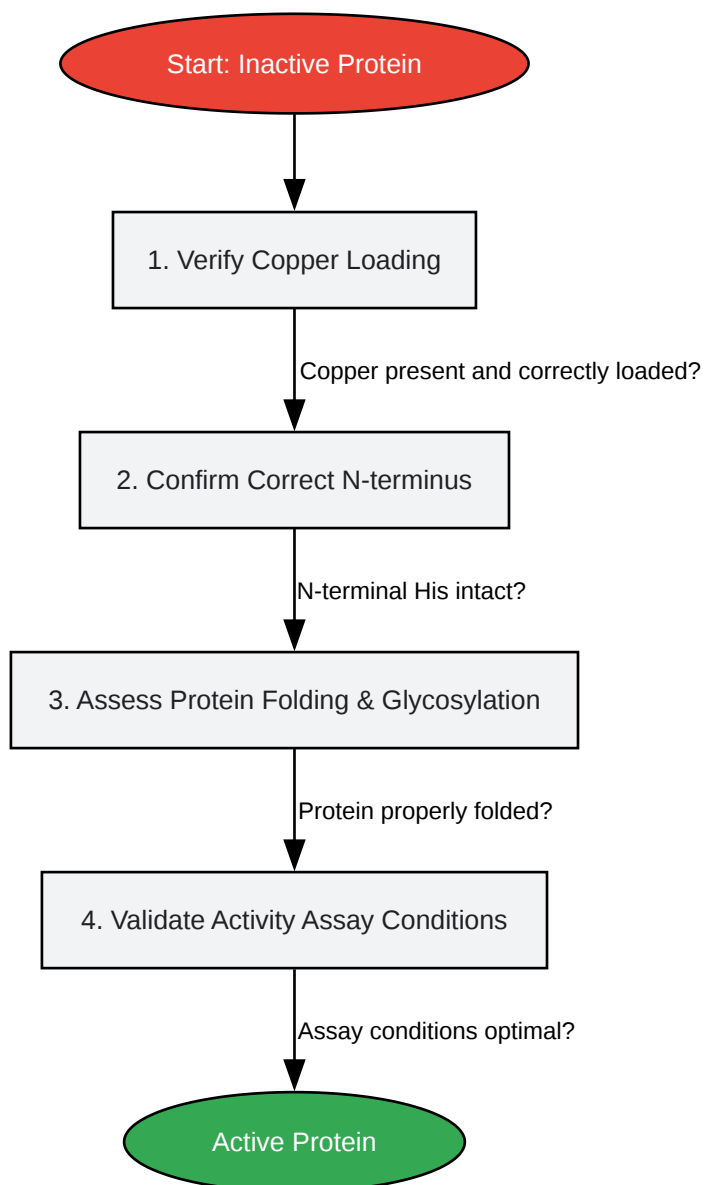 Start: Inactive Protein
1. Verify Copper Loading
Copper present and correctly loaded?
2. Confirm Correct N-terminus
N-terminal His intact?
3. Assess Protein Folding & Glycosylation
Protein properly folded?
4. Validate Activity Assay Conditions
Assay conditions optimal?
Active Protein